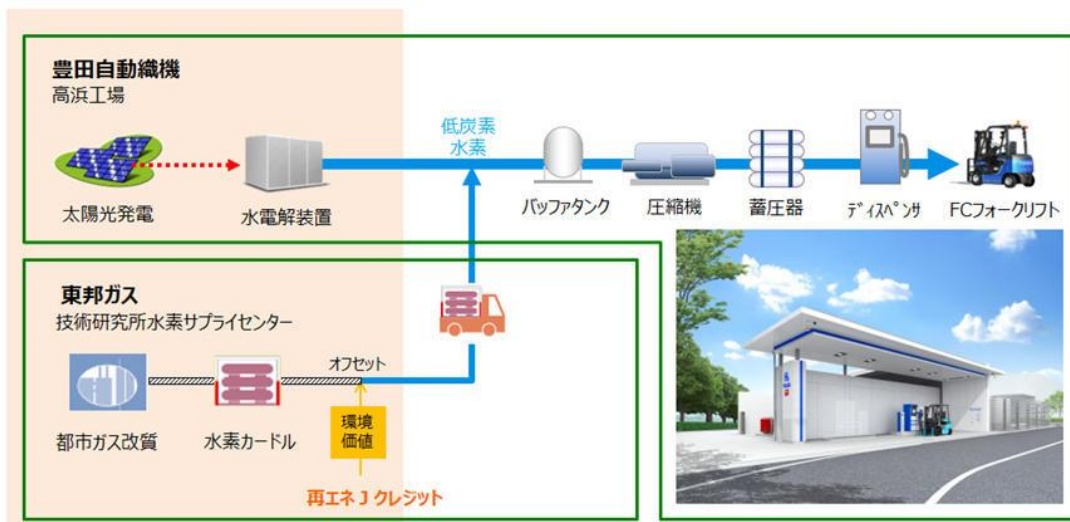 豊田自動織機
高浜工場
太陽光発電
水電解装置
低炭素
水素
バッファタンク
圧縮機
蓄圧器
ディスペンサ
FCフォークリフト
東邦ガス
技術研究所水素サプライセンター
都市ガス改質
水素カードル
オフセット
環境
価値
再エネJクレジット